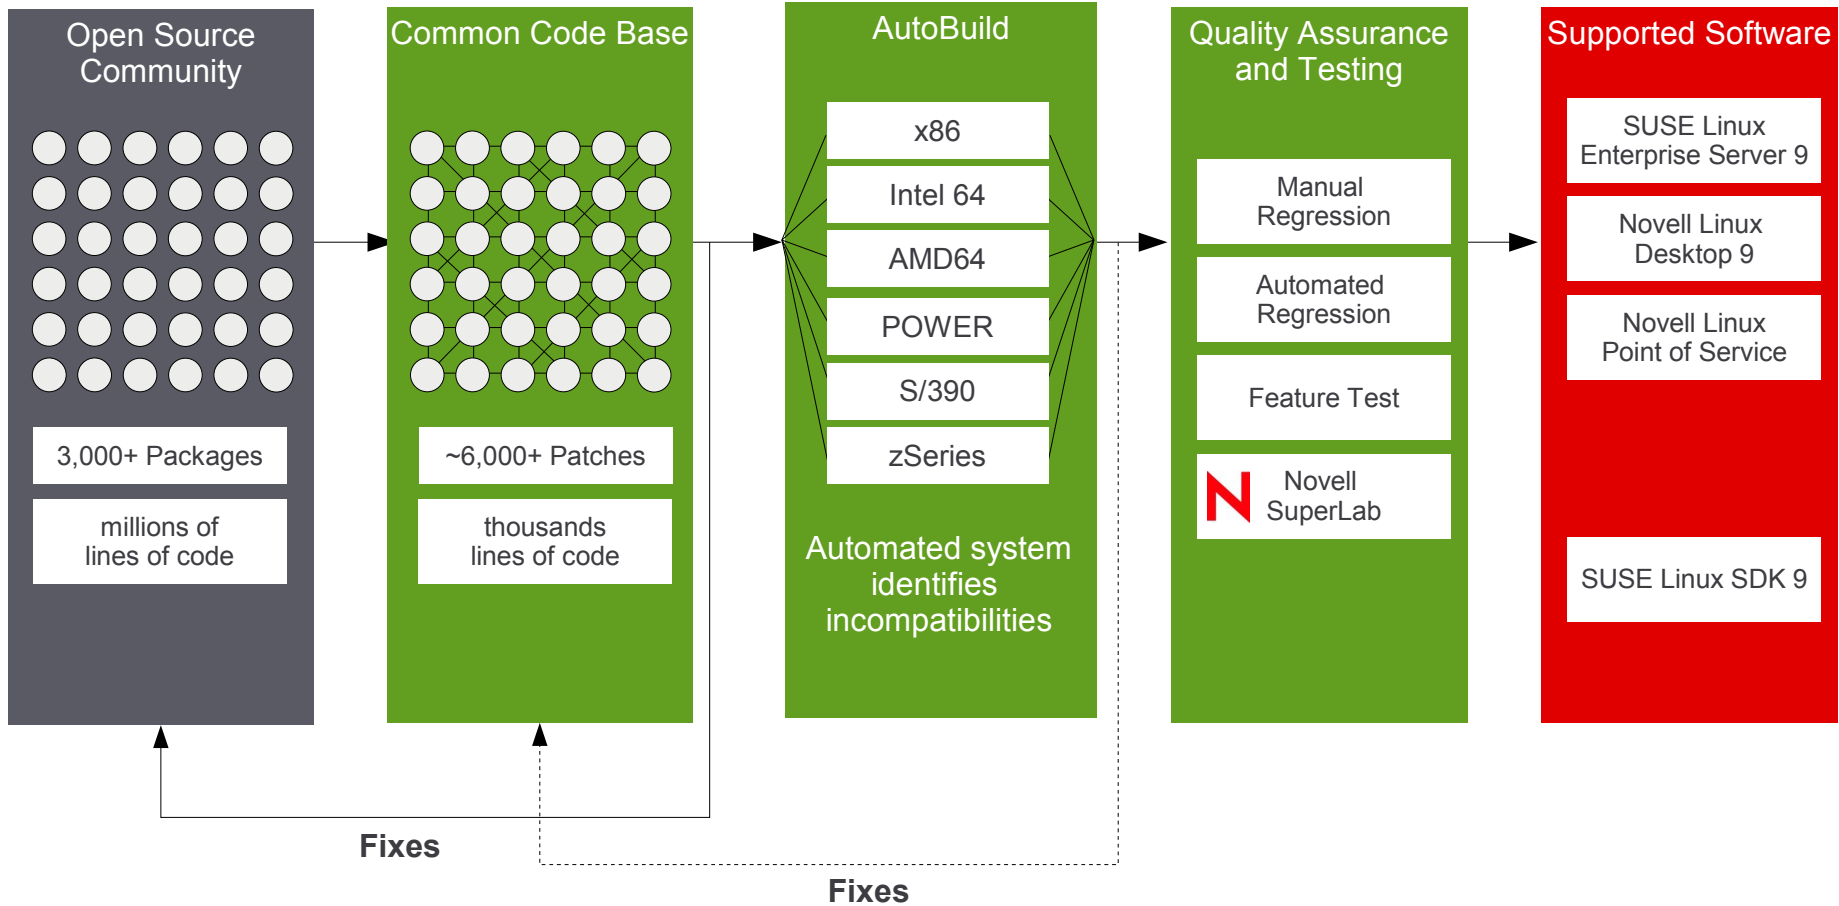 Open Source
Community
3,000+ Packages
millions of
lines of code
Common Code Base
~6,000+ Patches
thousands
lines of code
AutoBuild
x86
Intel 64
AMD64
POWER
S/390
zSeries
Automated system
identifies
incompatibilities
Quality Assurance
and Testing
Manual
Regression
Automated
Regression
Feature Test
Novell
SuperLab
Supported Software
SUSE Linux
Enterprise Server 9
Novell Linux
Desktop 9
Novell Linux
Point of Service
SUSE Linux SDK 9
Fixes
Fixes